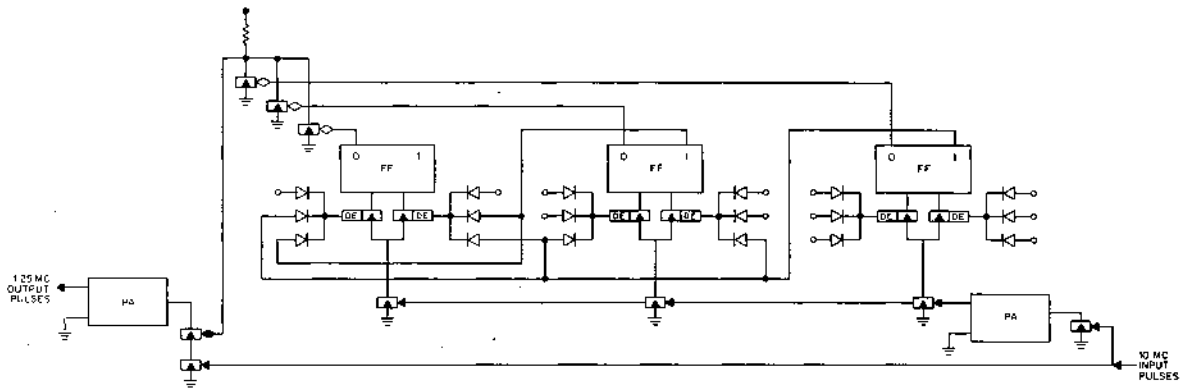 0 1
FF
0 1
FF
0 1
FF
DE DE
DE DE
DE DE
1.25 MC
OUTPUT
PULSES
PA
PA
10 MC
INPUT
PULSES